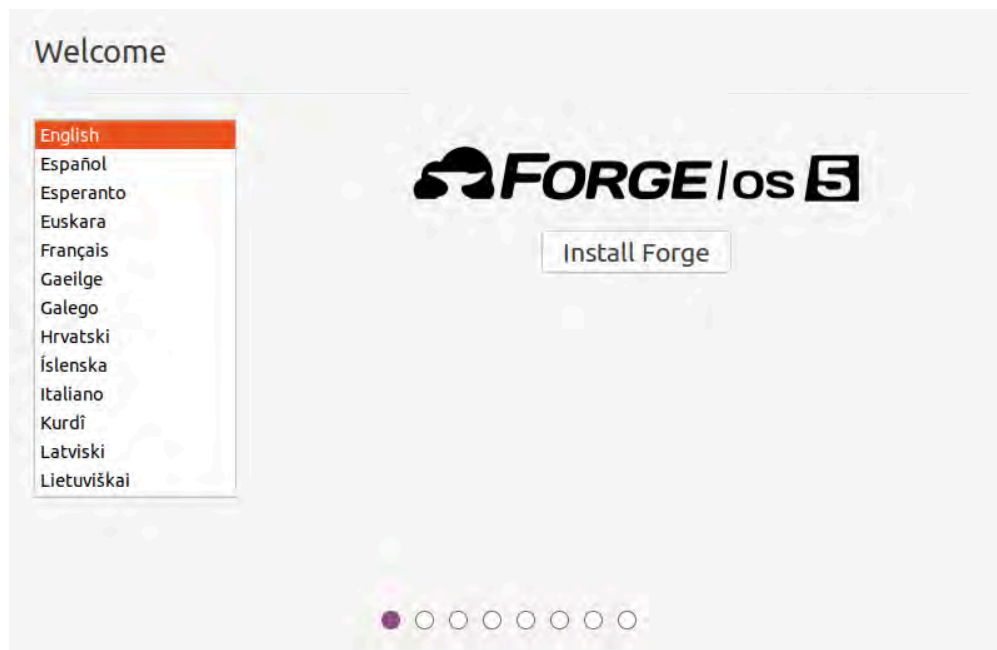 Welcome
English
Español
Esperanto
Euskara
Français
Gaeilge
Galego
Hrvatski
Íslenska
Italiano
Kurdî
Latviski
Lietuviškai
FORGE/os 5
Install Forge